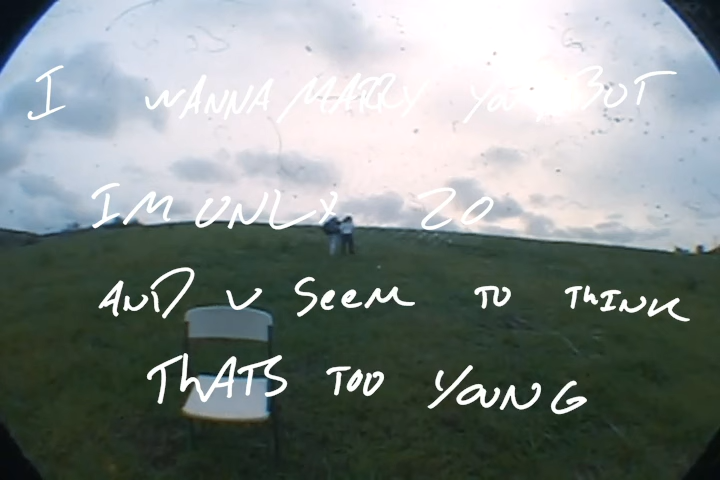 I WANNA MARRY YOU BUT
IM ONLY 20
AND U SEEM TO THINK
THATS TOO YOUNG